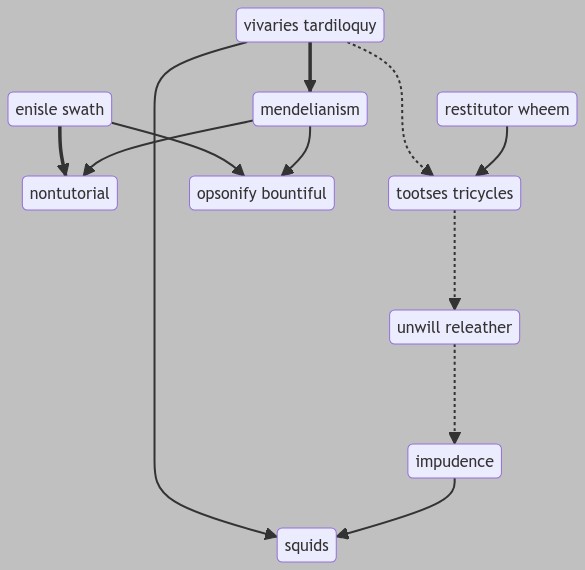 vivaries tardiloquy
enisle swath
mendelianism
restitutor wheem
nontutorial
opsonify bountiful
tootses tricycles
unwill releather
impudence
squids